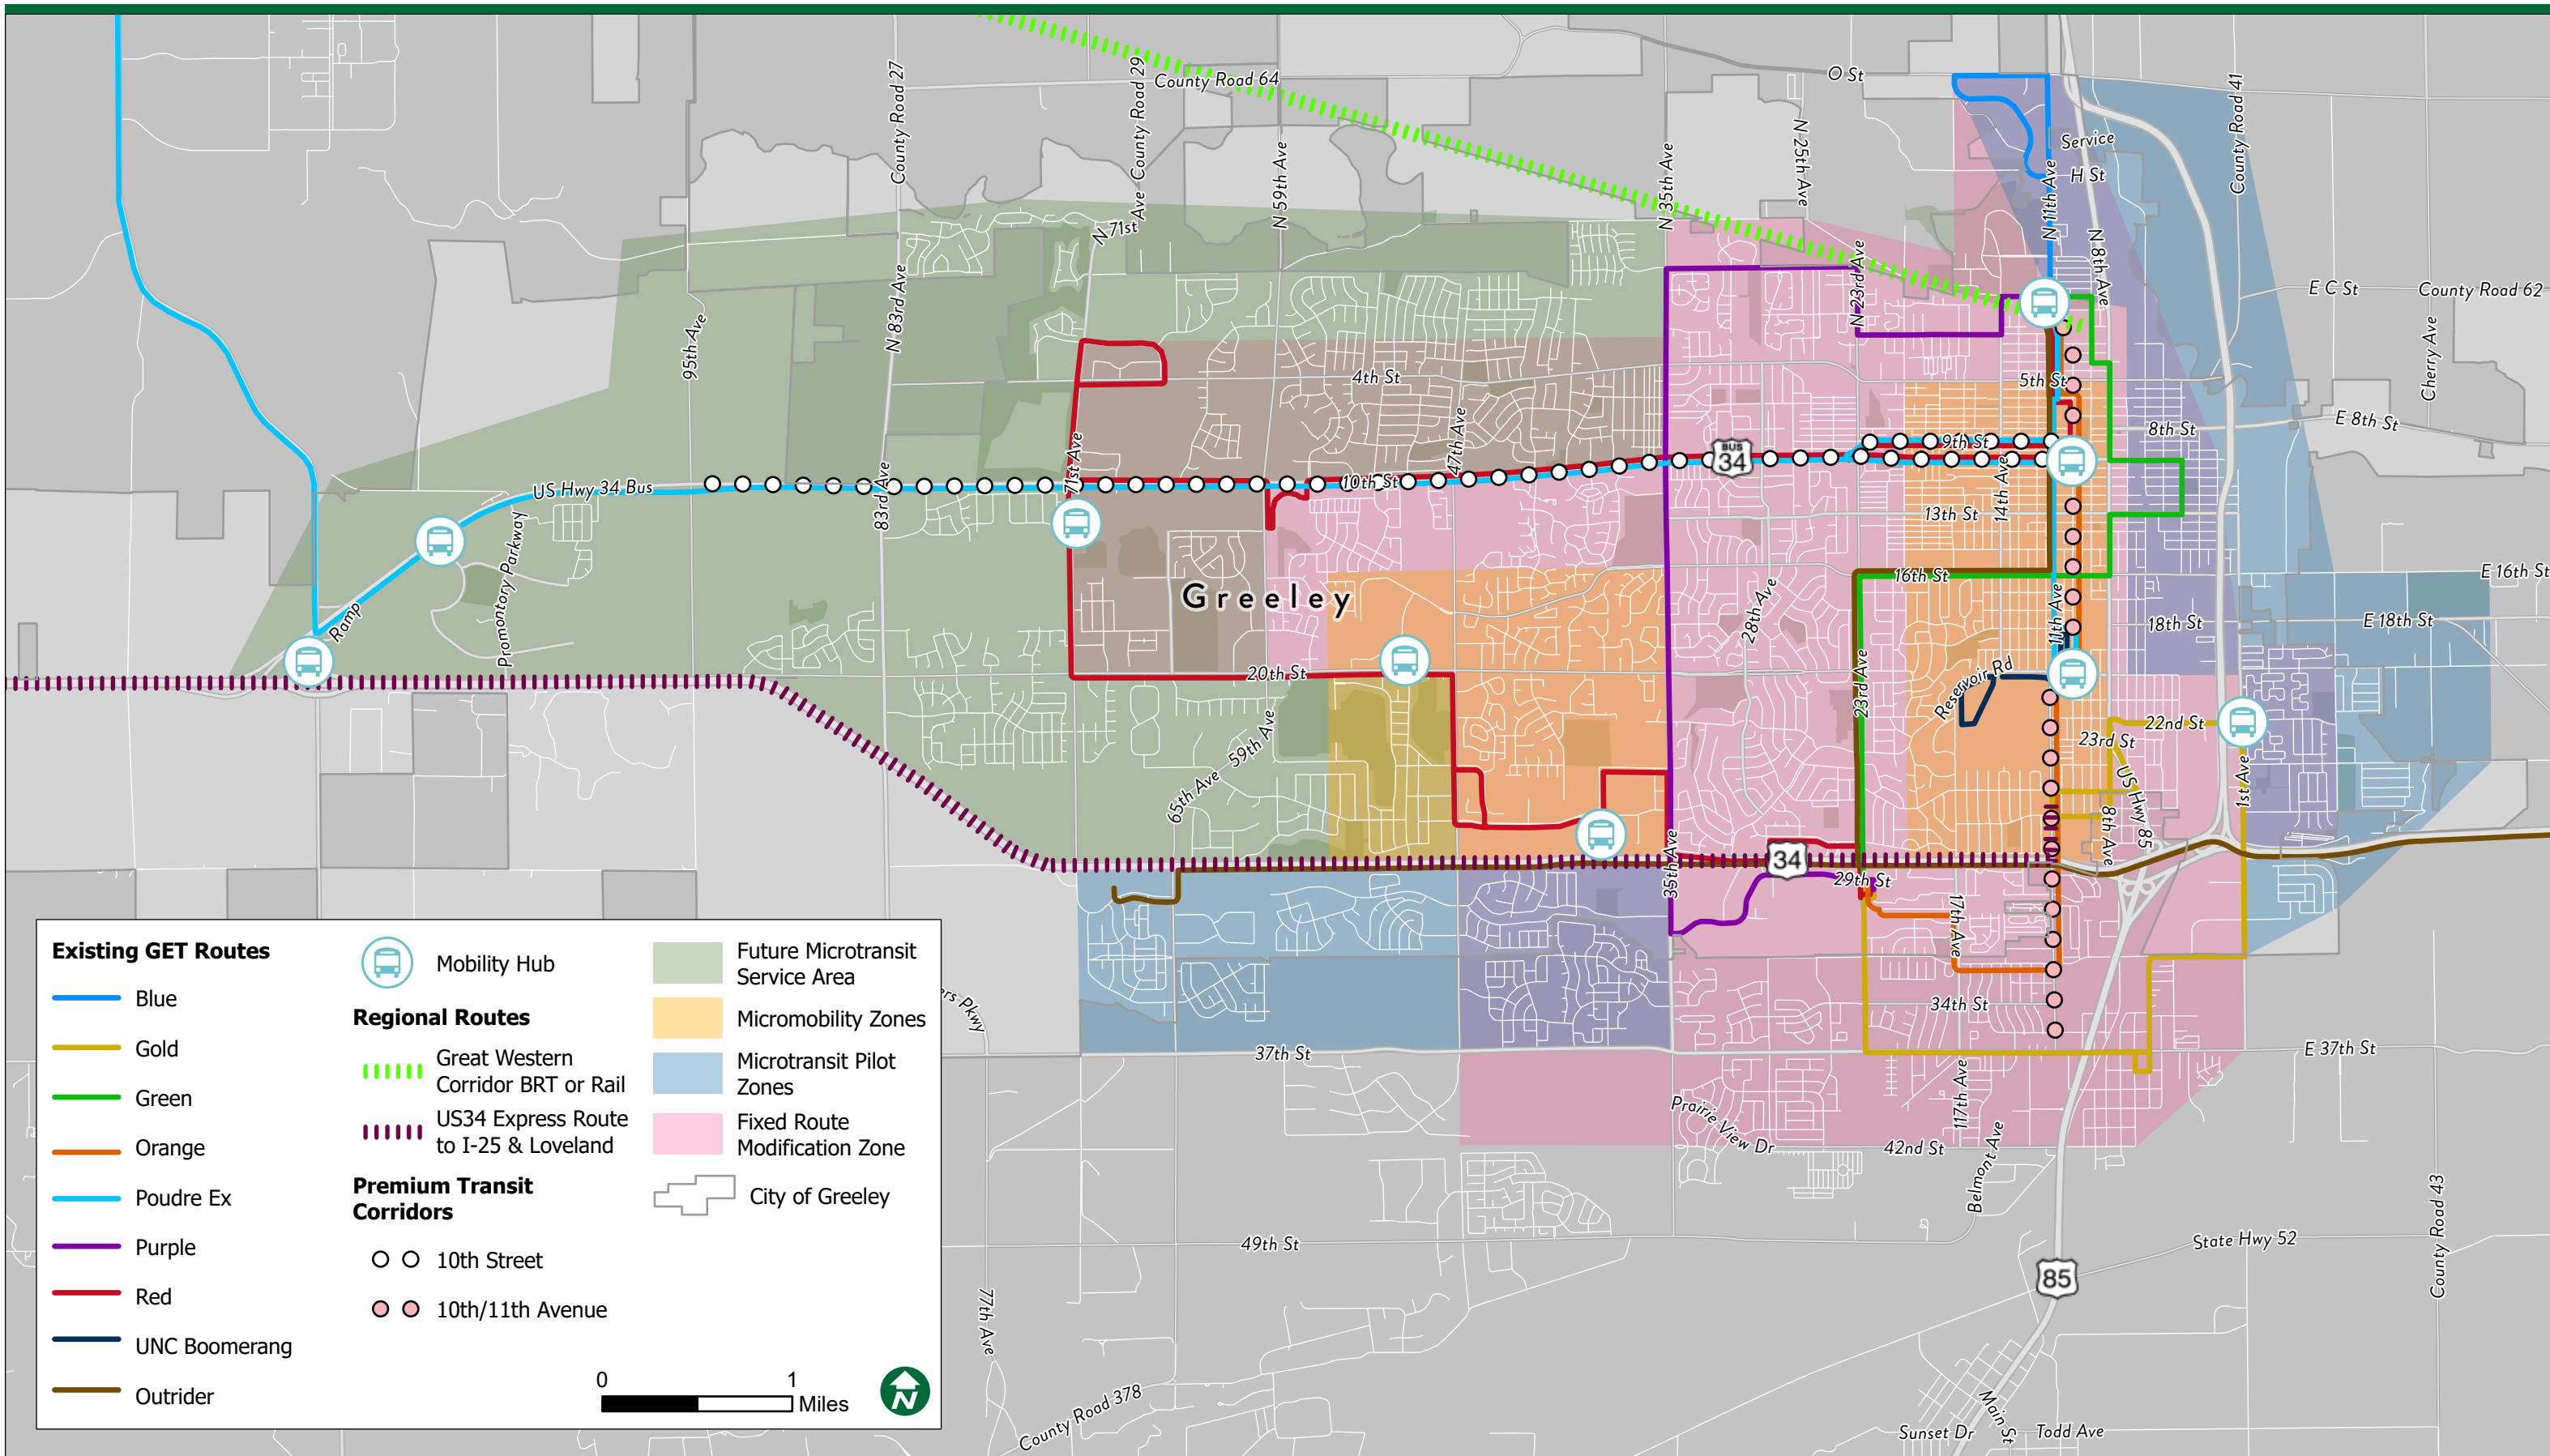 County Road 64
O St
County Road 27
N 71st Ave
County Road 29
N 59th Ave
N 35th Ave
N 25th Ave
N 11th Ave
Service
H St
County Road 41
N 8th Ave
N 23rd Ave
N 83rd Ave
95th Ave
E C St
County Road 62
Cherry Ave
4th St
5th St
47th Ave
71st Ave
83rd Ave
8th St
E 8th St
9th St
BUS
34
10th St
US Hwy 34 Bus
14th Ave
13th St
Promontory Parkway
Ramp
Greeley
16th St
E 16th St
28th Ave
11th Ave
18th St
E 18th St
20th St
23rd Ave
Reservoir Rd
22nd St
23rd St
US Hwy 85
8th Ave
1st Ave
59th Ave
65th Ave
35th Ave
34
29th St
17th Ave
34th St
ers Pkwy
37th St
E 37th St
117th Ave
Prairie View Dr
42nd St
Belmont Ave
49th St
State Hwy 52
County Road 43
85
77th Ave
County Road 378
Main St
Sunset Dr
Todd Ave
Existing GET Routes
Blue
Gold
Green
Orange
Poudre Ex
Purple
Red
UNC Boomerang
Outrider
Mobility Hub
Regional Routes
Great Western
Corridor BRT or Rail
US34 Express Route
to I-25 & Loveland
Premium Transit
Corridors
10th Street
10th/11th Avenue
Future Microtransit
Service Area
Micromobility Zones
Microtransit Pilot
Zones
Fixed Route
Modification Zone
City of Greeley
0 1
Miles
N